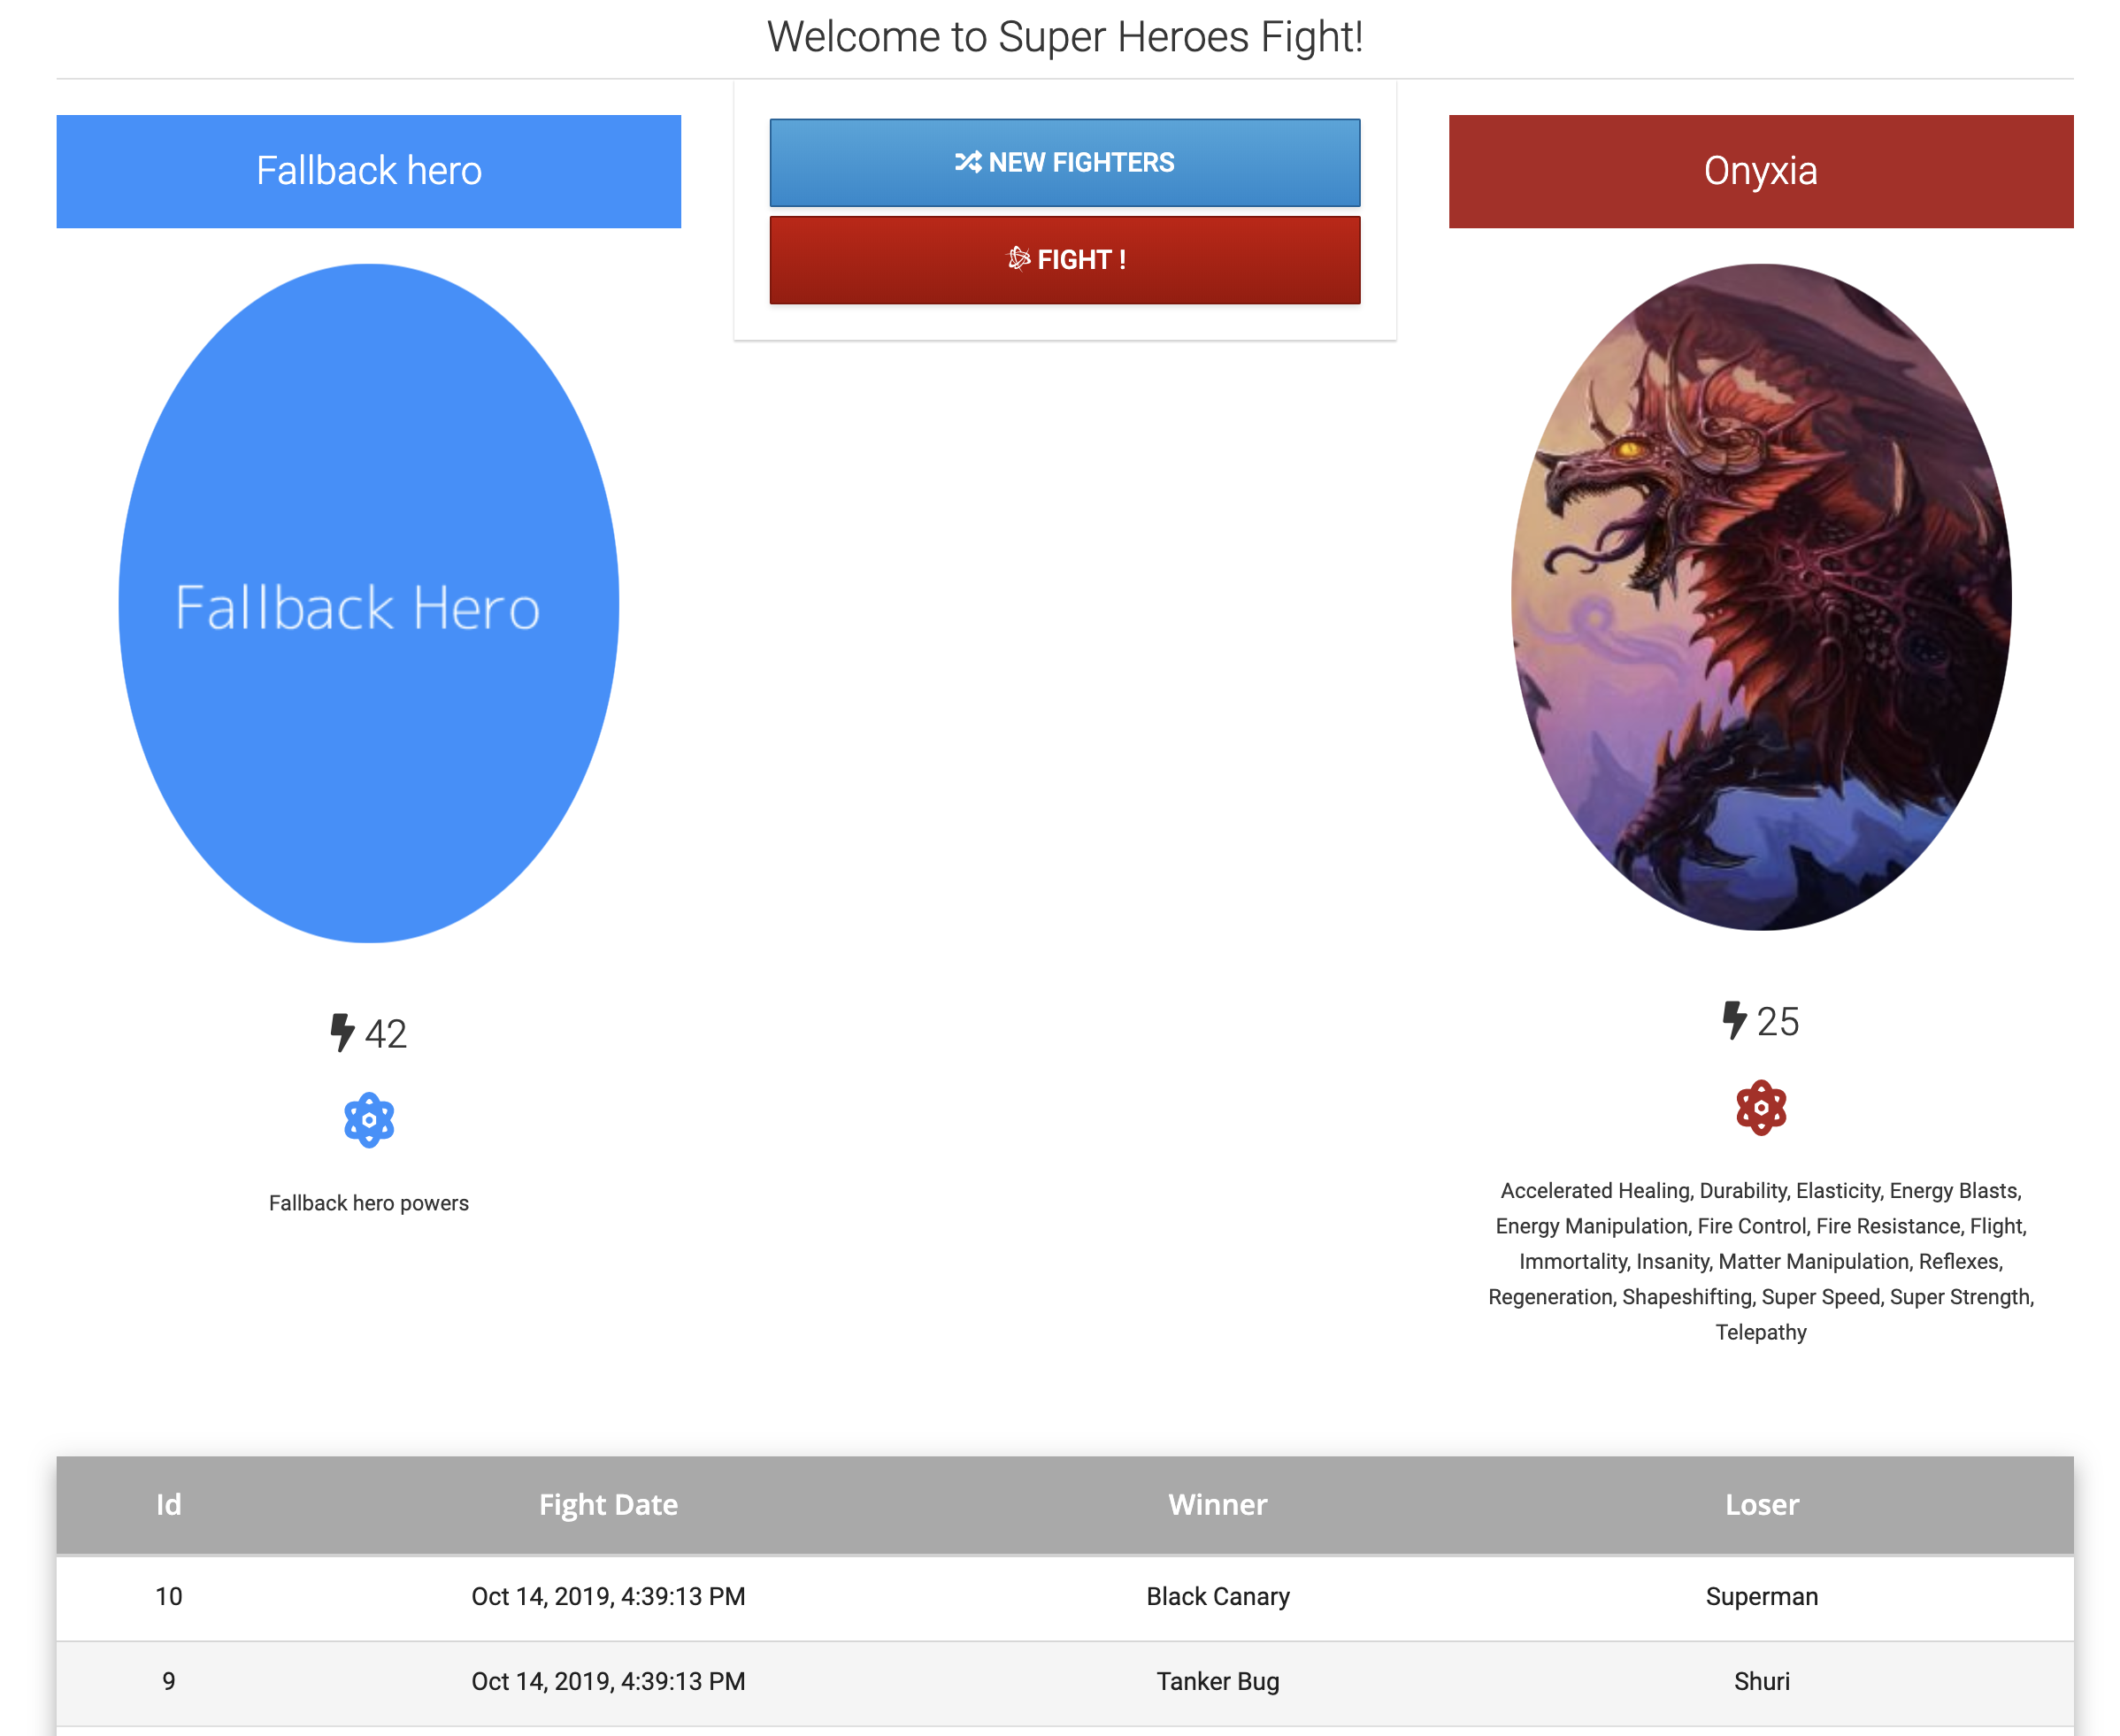 Welcome to Super Heroes Fight!
Fallback hero
Fallback Hero
42
Fallback hero powers
NEW FIGHTERS
FIGHT !
Onyxia
25
Accelerated Healing, Durability, Elasticity, Energy Blasts,
Energy Manipulation, Fire Control, Fire Resistance, Flight,
Immortality, Insanity, Matter Manipulation, Reflexes,
Regeneration, Shapeshifting, Super Speed, Super Strength,
Telepathy
Id Fight Date Winner Loser
10 Oct 14, 2019, 4:39:13 PM Black Canary Superman
9 Oct 14, 2019, 4:39:13 PM Tanker Bug Shuri